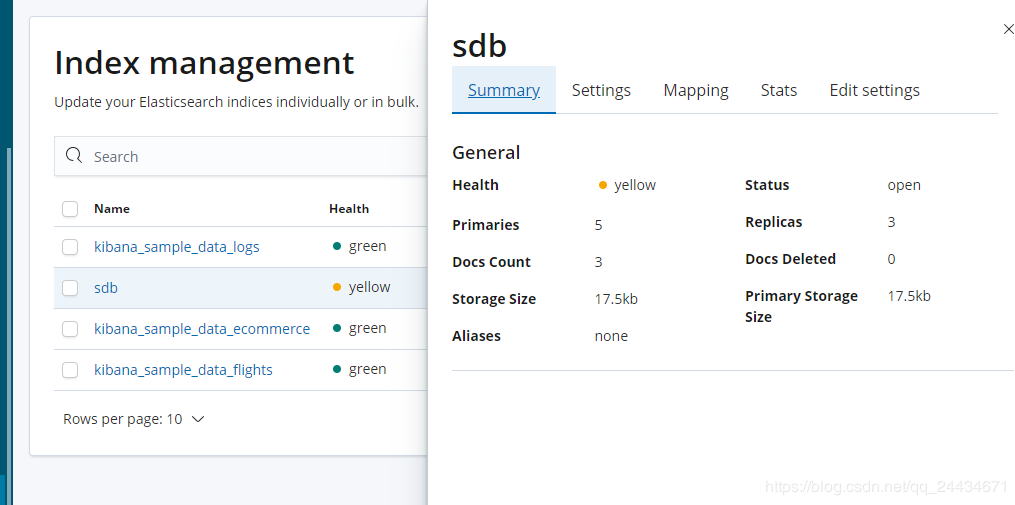 Index management
Update your Elasticsearch indices individually or in bulk.
Search
Name Health
kibana_sample_data_logs green
sdb yellow
kibana_sample_data_ecommerce green
kibana_sample_data_flights green
Rows per page: 10
sdb
Summary Settings Mapping Stats Edit settings
General
Health yellow Status open
Primaries 5 Replicas 3
Docs Count 3 Docs Deleted 0
Storage Size 17.5kb Primary Storage 17.5kb
Size
Aliases none
https://blog.csdn.net/qq_24434671